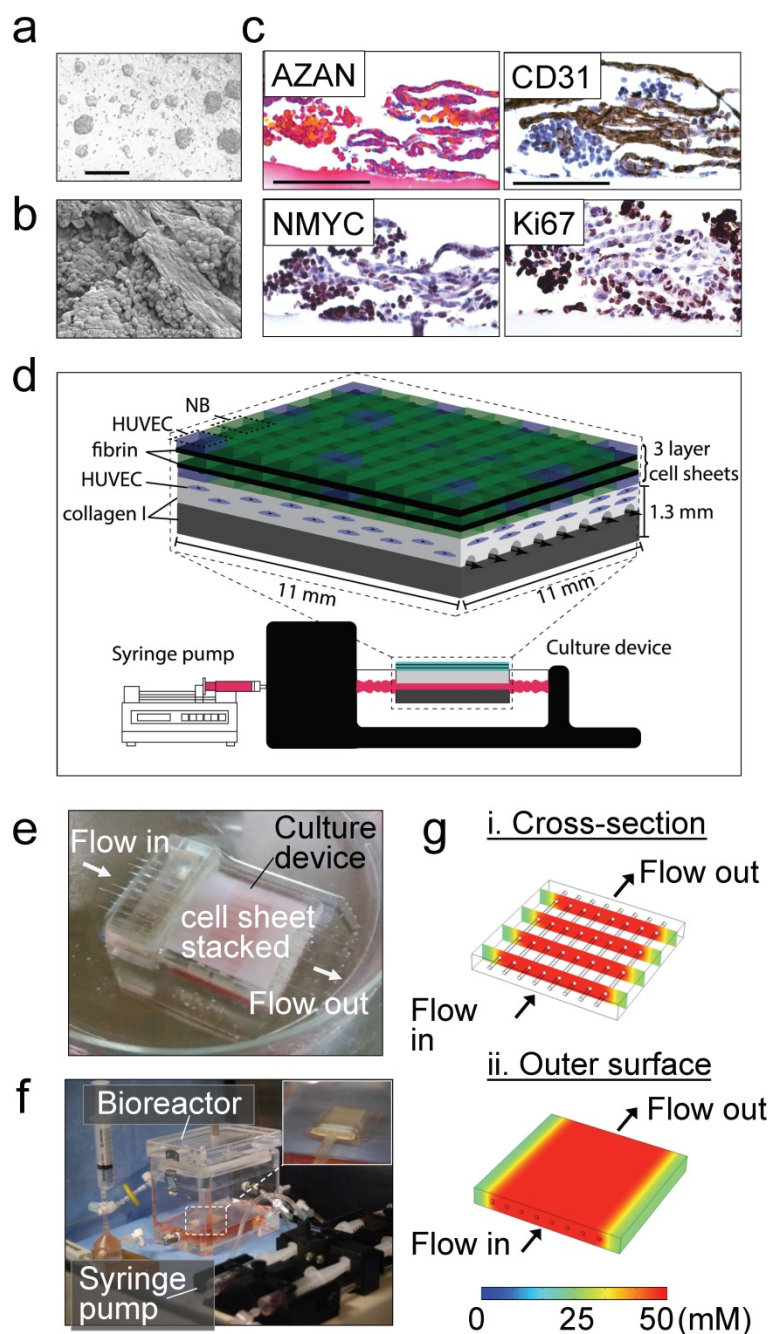 a
b
c
AZAN
CD31
NMYC
Ki67
d
NB
HUVEC
fibrin
HUVEC
collagen I
3 layer
cell sheets
1.3 mm
11 mm
11 mm
Syringe pump
Culture device
e
Flow in
Culture
device
cell sheet
stacked
Flow out
f
Bioreactor
Syringe
pump
g
i. Cross-section
Flow out
Flow
in
ii. Outer surface
Flow out
Flow in
0 25 50 (mM)